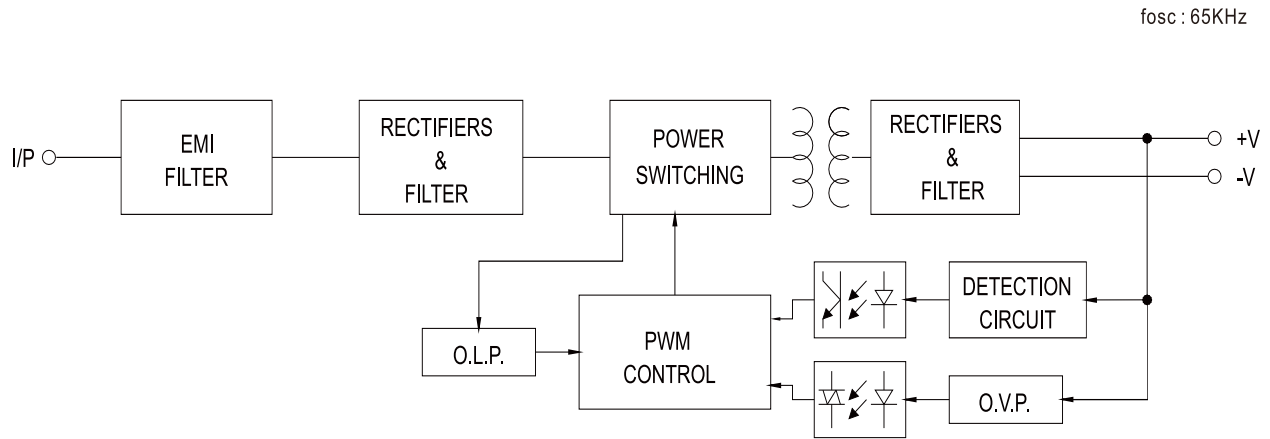 fosc : 65KHz
I/P
EMI
FILTER
RECTIFIERS
&
FILTER
POWER
SWITCHING
RECTIFIERS
&
FILTER
+V
-V
O.L.P.
PWM
CONTROL
DETECTION
CIRCUIT
O.V.P.